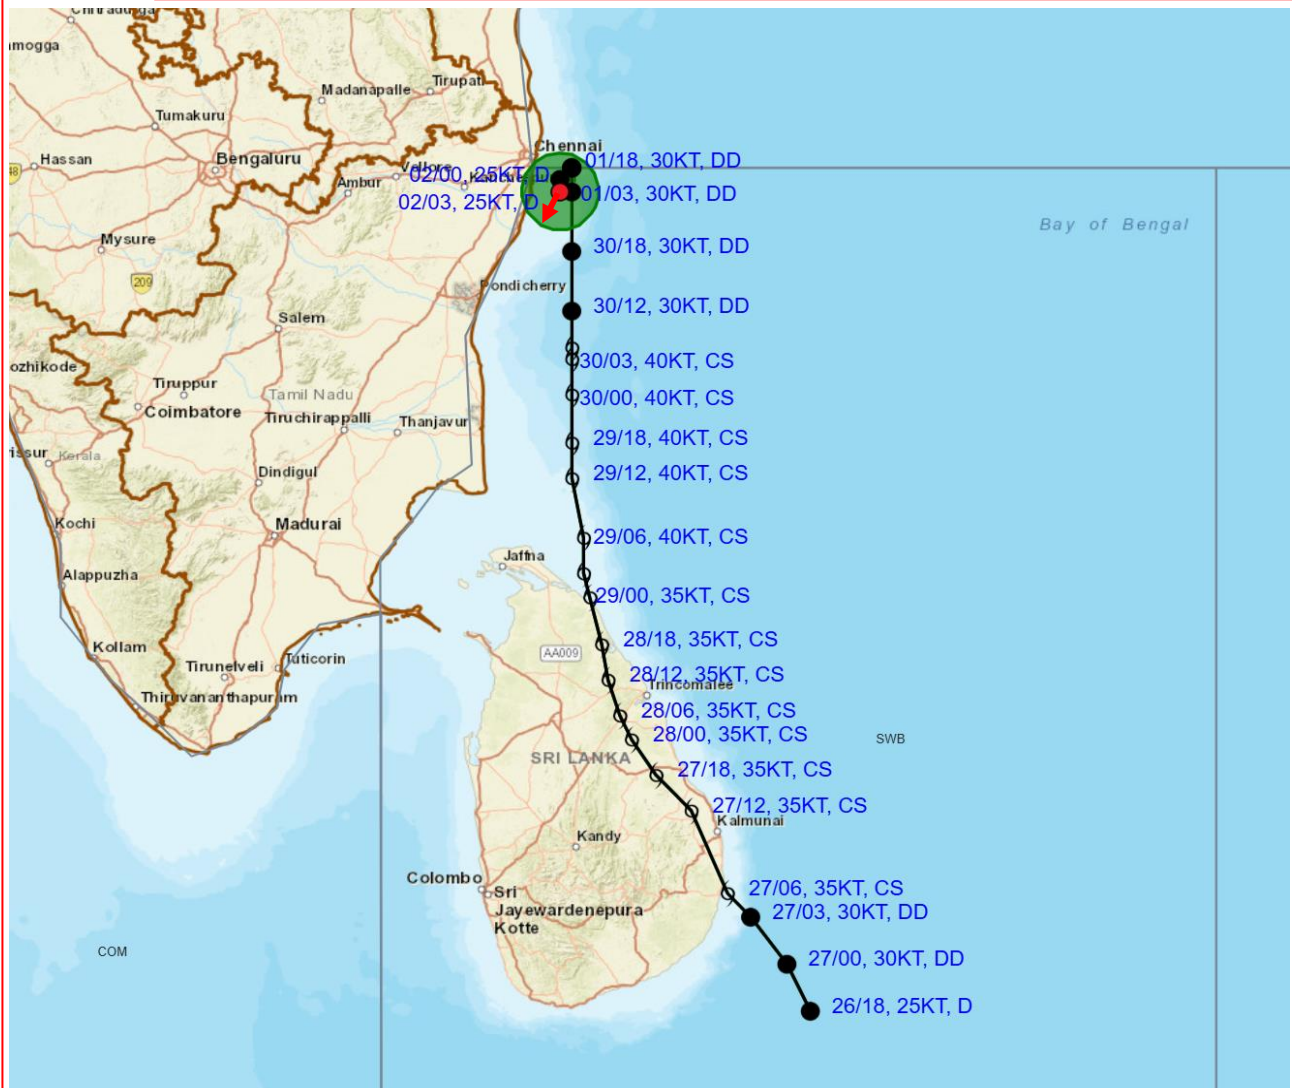 Chitradurga
amogga
Tumakuru
Madanapalle
Tirupati
Hassan
48
Bengaluru
Chennai
Vellore
Ambur
01/18, 30KT, DD
02/00, 25KT, D
02/03, 25KT, D
01/03, 30KT, DD
Mysure
Bay of Bengal
30/18, 30KT, DD
209
Pondicherry
30/12, 30KT, DD
Salem
ozhikode
30/03, 40KT, CS
Tiruppur
Tamil Nadu
30/00, 40KT, CS
Coimbatore
Tiruchirappalli
Thanjavur
29/18, 40KT, CS
rissur
Kerala
Dindigul
29/12, 40KT, CS
Kochi
Madurai
29/06, 40KT, CS
Jaffna
Alappuzha
29/00, 35KT, CS
Kollam
28/18, 35KT, CS
AA009
Tirunelveli
Tuticorin
28/12, 35KT, CS
Trincomalee
Thiruvananthapuram
28/06, 35KT, CS
28/00, 35KT, CS
SWB
SRI LANKA
27/18, 35KT, CS
27/12, 35KT, CS
Kalmunai
Kandy
Colombo
Sri
Jayewardenepura
Kotte
27/06, 35KT, CS
27/03, 30KT, DD
COM
27/00, 30KT, DD
26/18, 25KT, D